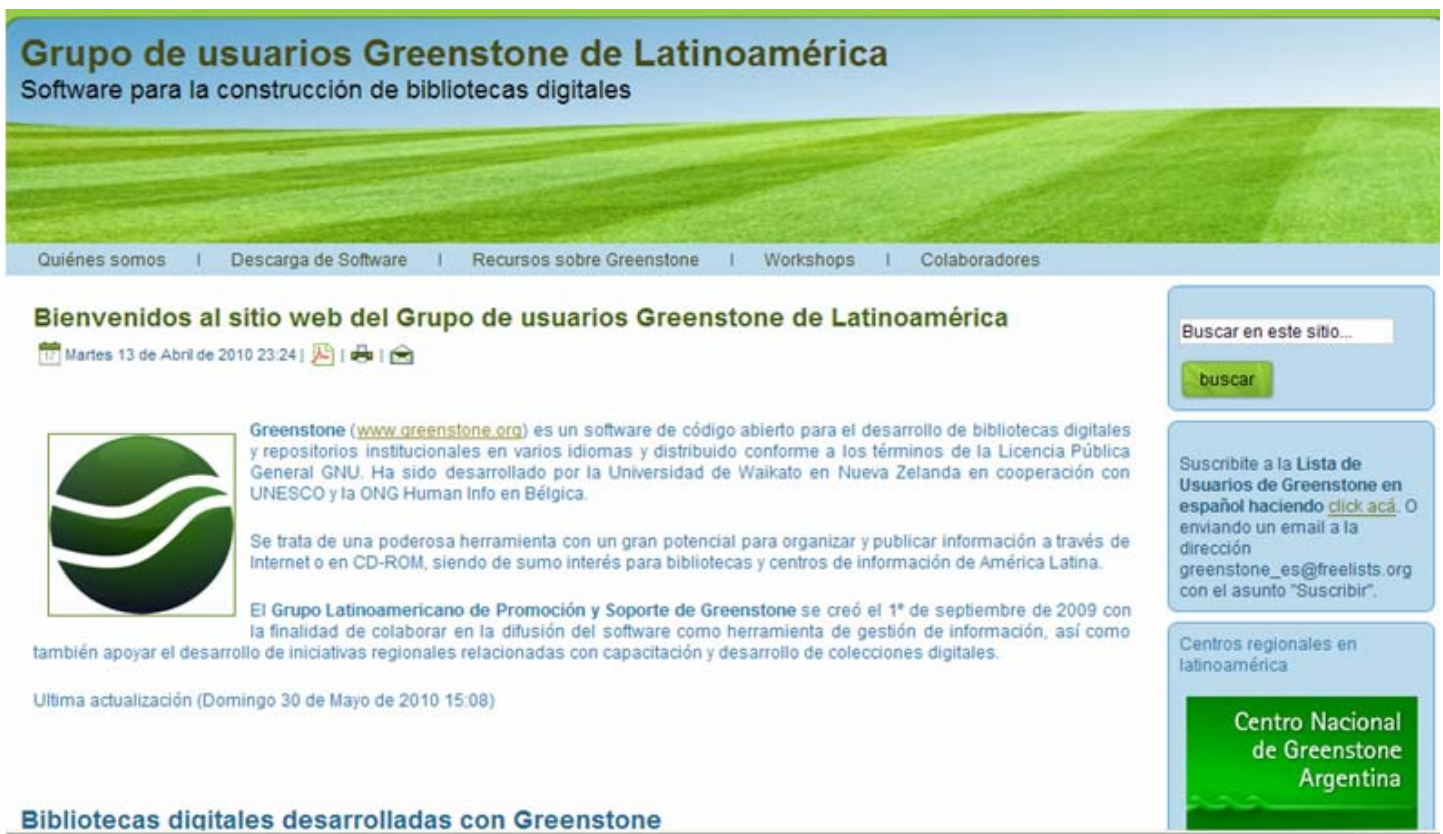 Grupo de usuarios Greenstone de Latinoamérica
Software para la construcción de bibliotecas digitales
Quiénes somos | Descarga de Software | Recursos sobre Greenstone | Workshops | Colaboradores
Bienvenidos al sitio web del Grupo de usuarios Greenstone de Latinoamérica
17 Martes 13 de Abril de 2010 23:24 | | |
Greenstone (www.greenstone.org) es un software de código abierto para el desarrollo de bibliotecas digitales
y repositorios institucionales en varios idiomas y distribuido conforme a los términos de la Licencia Pública
General GNU. Ha sido desarrollado por la Universidad de Waikato en Nueva Zelanda en cooperación con
UNESCO y la ONG Human Info en Bélgica.
Se trata de una poderosa herramienta con un gran potencial para organizar y publicar información a través de
Internet o en CD-ROM, siendo de sumo interés para bibliotecas y centros de información de América Latina.
El Grupo Latinoamericano de Promoción y Soporte de Greenstone se creó el 1º de septiembre de 2009 con
la finalidad de colaborar en la difusión del software como herramienta de gestión de información, así como
también apoyar el desarrollo de iniciativas regionales relacionadas con capacitación y desarrollo de colecciones digitales.
Ultima actualización (Domingo 30 de Mayo de 2010 15:08)
Bibliotecas digitales desarrolladas con Greenstone
Buscar en este sitio...
buscar
Suscribite a la Lista de
Usuarios de Greenstone en
español haciendo click acá. O
enviando un email a la
dirección
greenstone_es@freelists.org
con el asunto "Suscribir".
Centros regionales en
latinoamérica
Centro Nacional
de Greenstone
Argentina